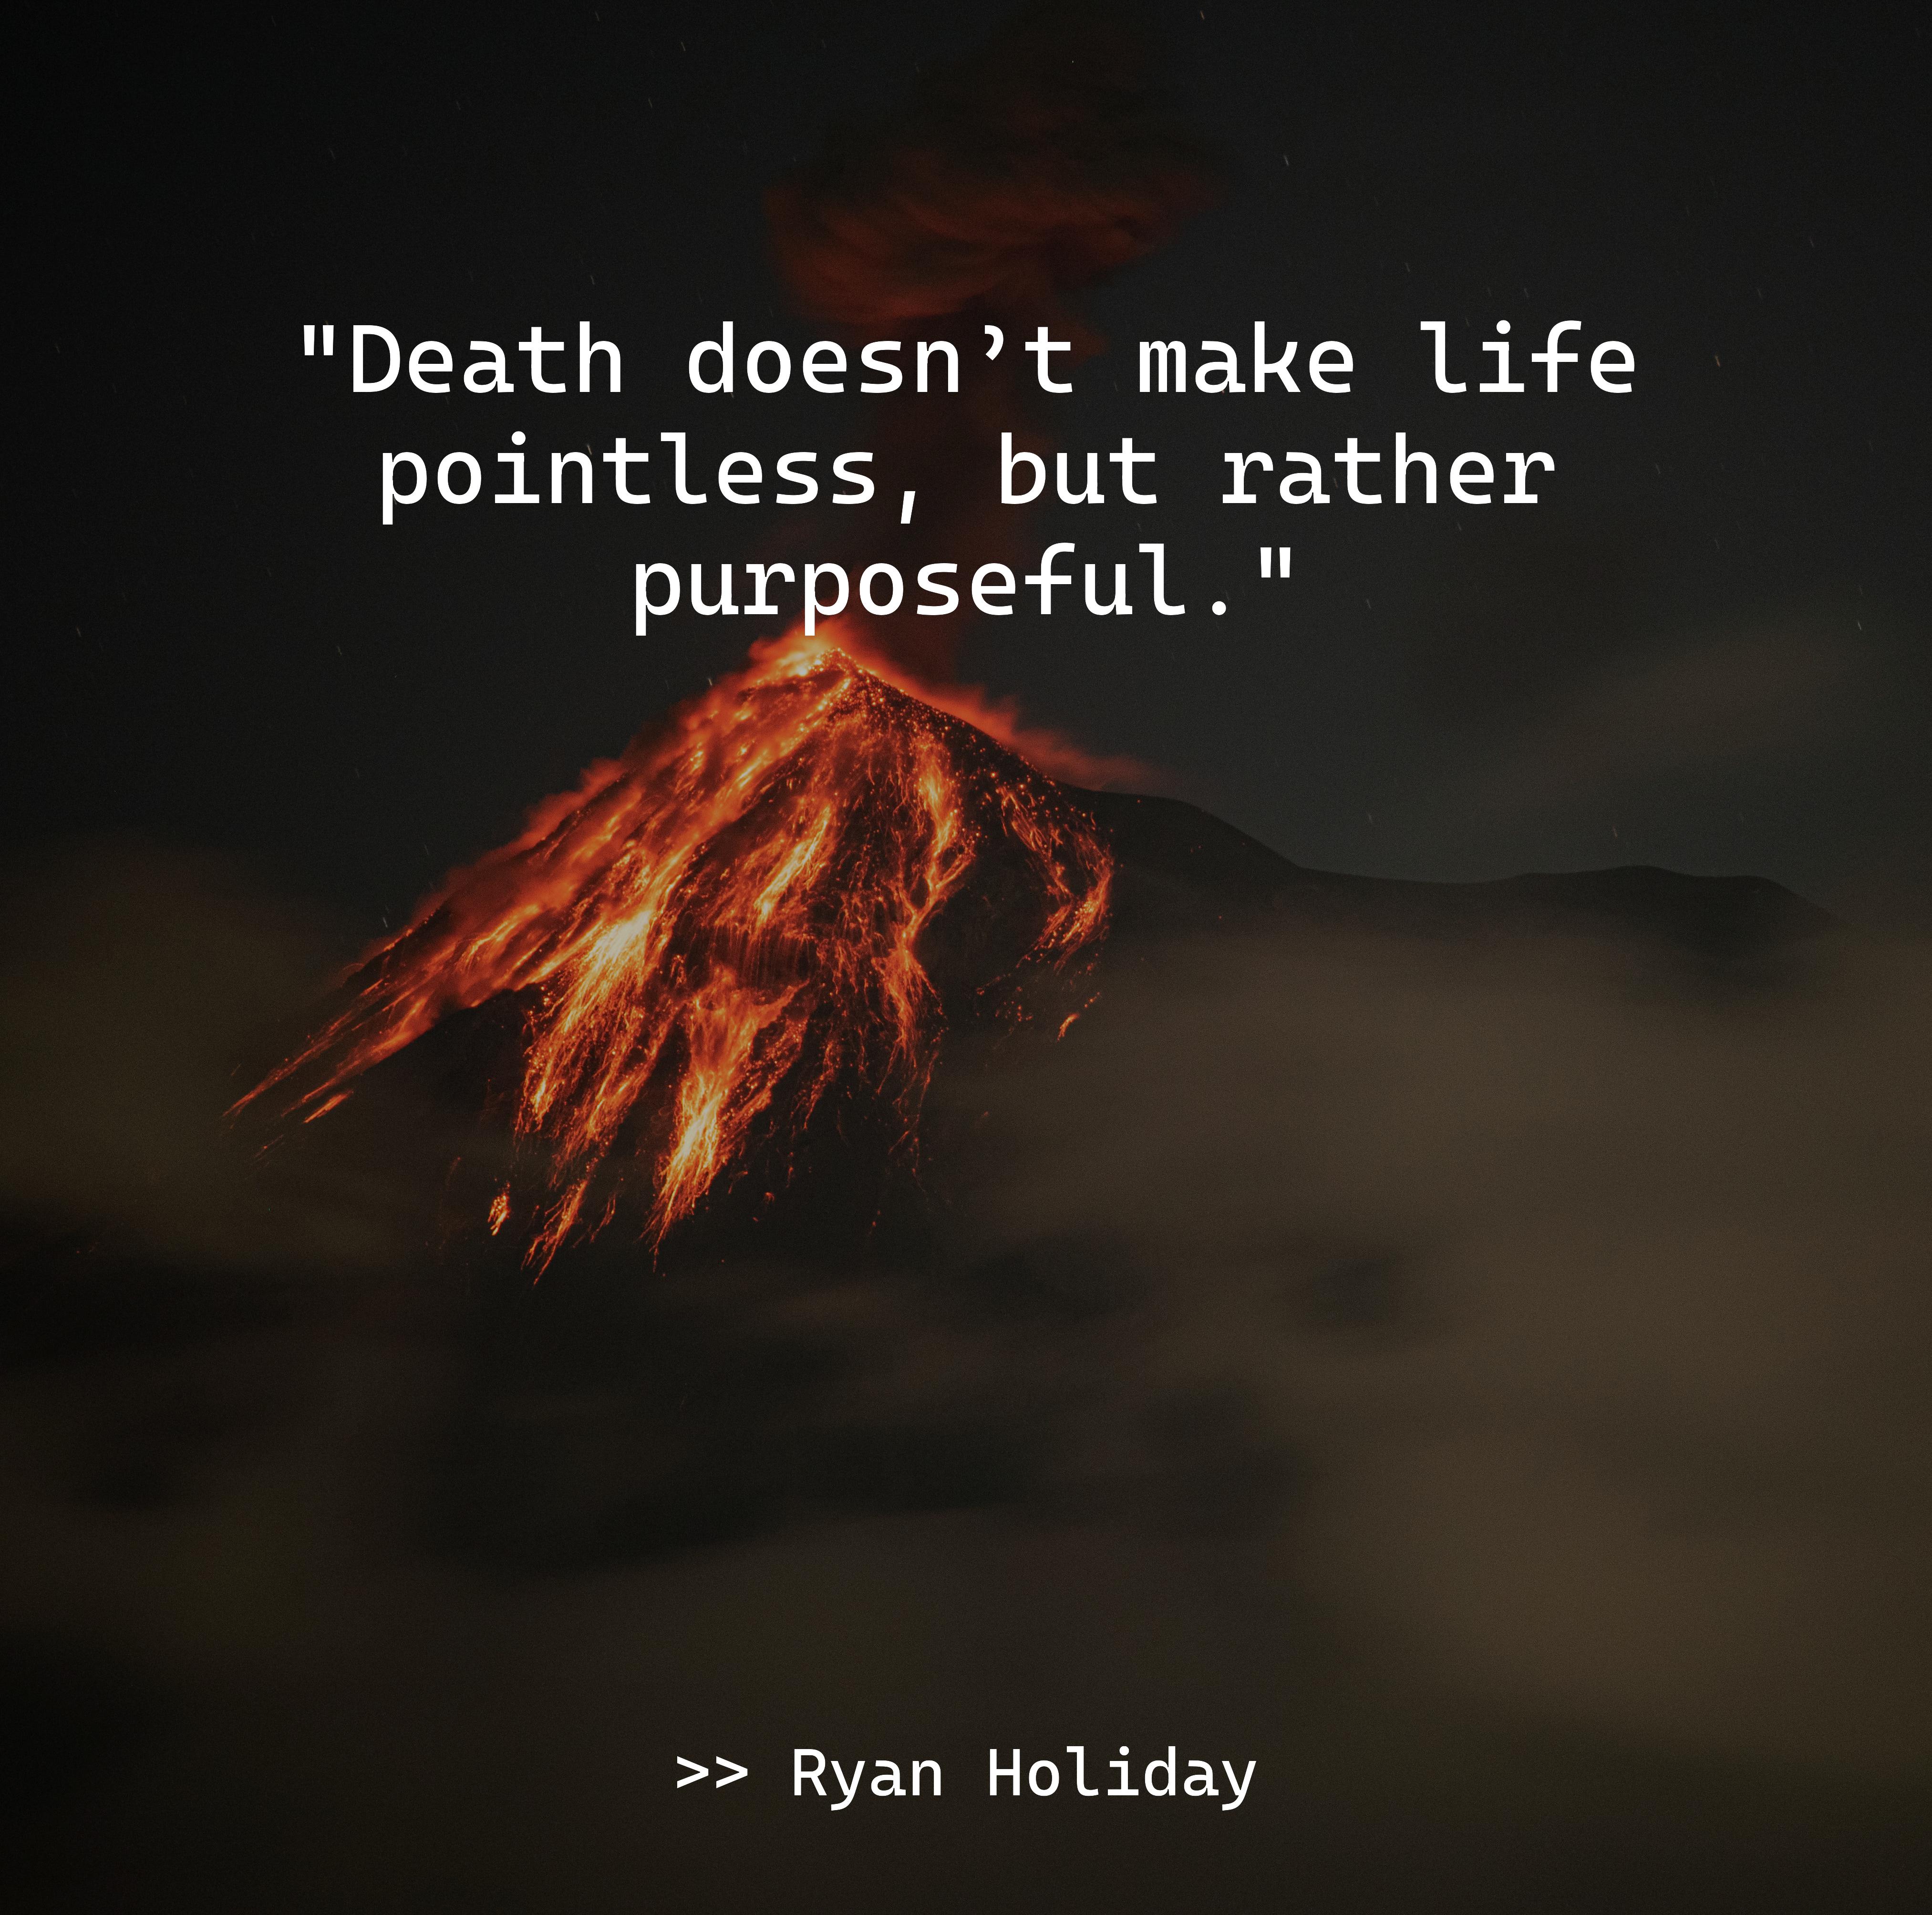 "Death doesn’t make life
pointless, but rather
purposeful."
>> Ryan Holiday